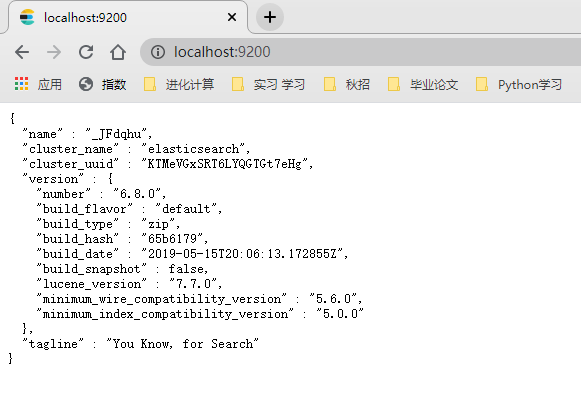 localhost:9200
localhost:9200
应用 指数 进化计算 实习 学习 秋招 毕业论文 Python学习
{
"name" : "_JFdqhu",
"cluster_name" : "elasticsearch",
"cluster_uuid" : "KTMeVGxSRT6LYQGTGt7eHg",
"version" : {
"number" : "6.8.0",
"build_flavor" : "default",
"build_type" : "zip",
"build_hash" : "65b6179",
"build_date" : "2019-05-15T20:06:13.172855Z",
"build_snapshot" : false,
"lucene_version" : "7.7.0",
"minimum_wire_compatibility_version" : "5.6.0",
"minimum_index_compatibility_version" : "5.0.0"
},
"tagline" : "You Know, for Search"
}